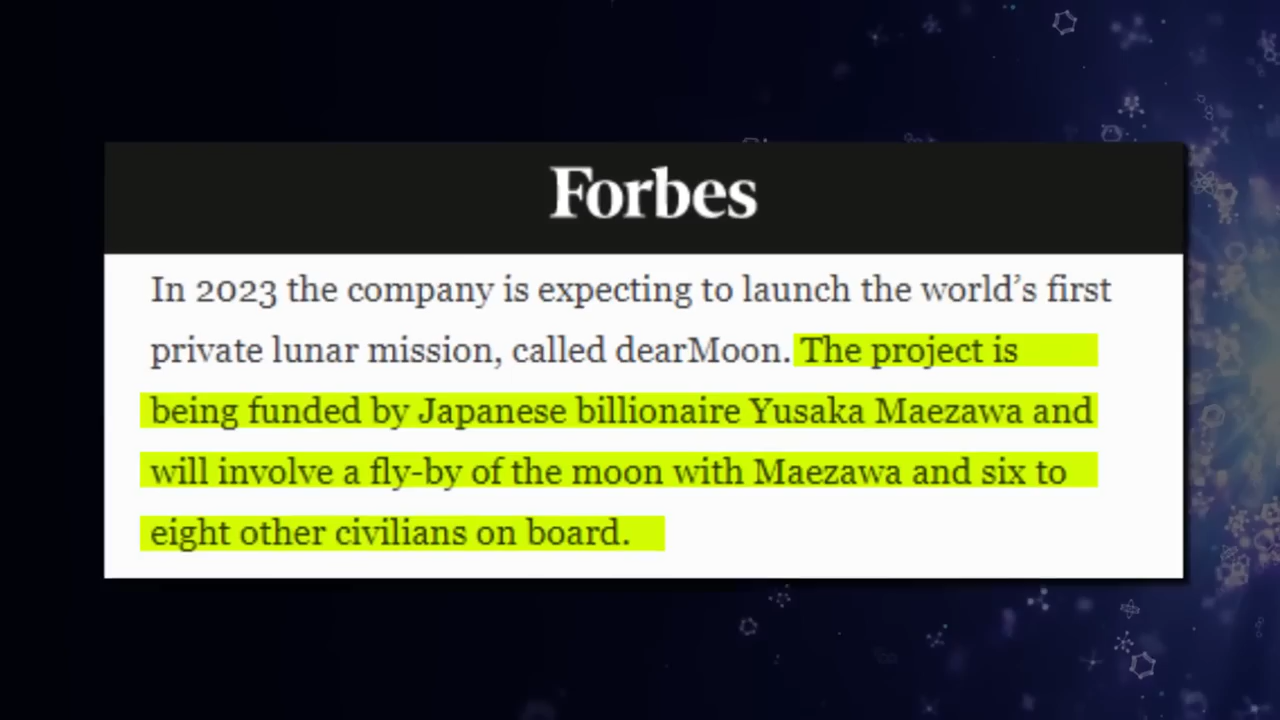 Forbes
In 2023 the company is expecting to launch the world’s first
private lunar mission, called dearMoon. The project is
being funded by Japanese billionaire Yusaka Maezawa and
will involve a fly-by of the moon with Maezawa and six to
eight other civilians on board.